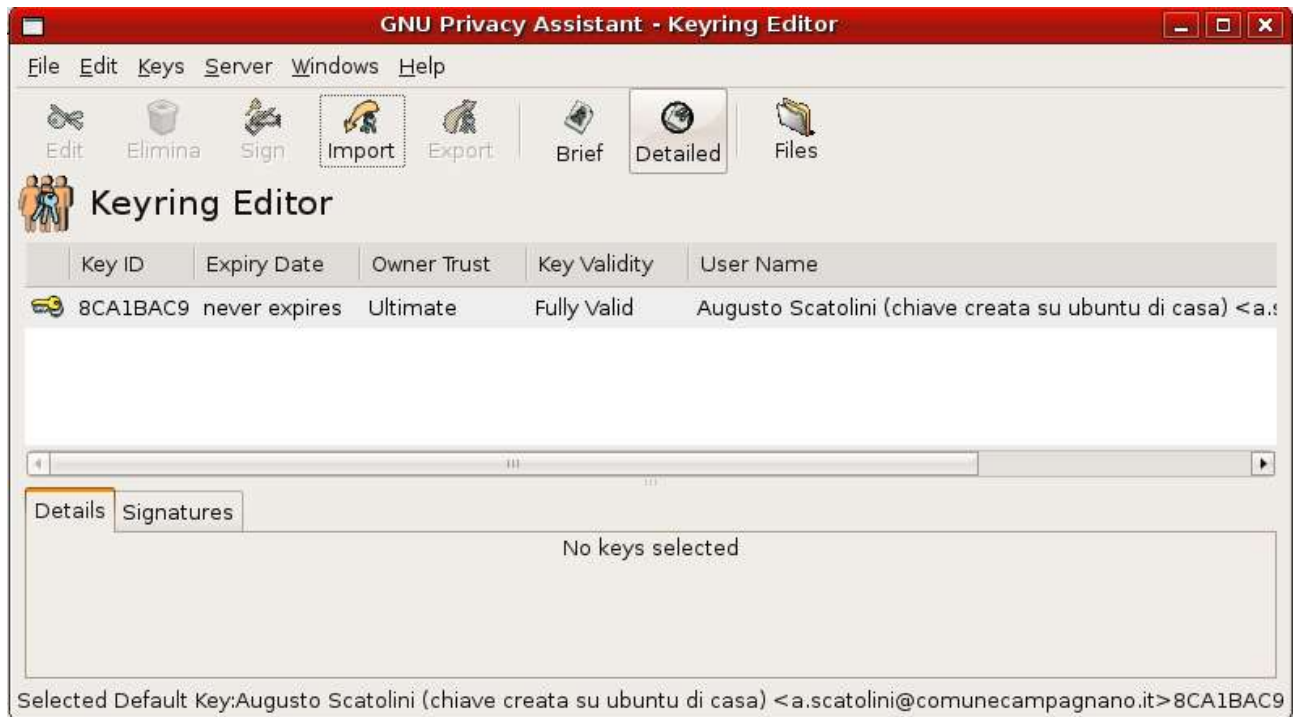 GNU Privacy Assistant - Keyring Editor
File Edit Keys Server Windows Help
Edit Elimina Sign Import Export Brief Detailed Files
Keyring Editor
Key ID Expiry Date Owner Trust Key Validity User Name
8CA1BAC9 never expires Ultimate Fully Valid Augusto Scatolini (chiave creata su ubuntu di casa) <a.s
Details Signatures
No keys selected
Selected Default Key:Augusto Scatolini (chiave creata su ubuntu di casa) <a.scatolini@comunecampagnano.it>8CA1BAC9